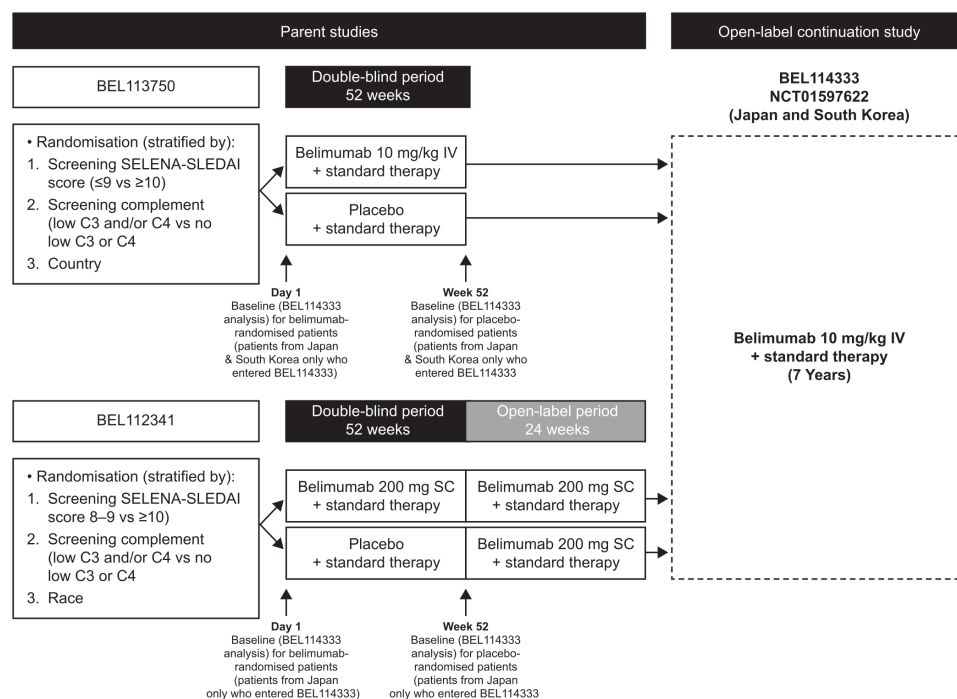 Parent studies
Open-label continuation study
BEL113750
Double-blind period
52 weeks
BEL114333
NCT01597622
(Japan and South Korea)
• Randomisation (stratified by):
1. Screening SELENA-SLEDAI
score (≤9 vs ≥10)
2. Screening complement
(low C3 and/or C4 vs no
low C3 or C4
3. Country
Belimumab 10 mg/kg IV
+ standard therapy
Placebo
+ standard therapy
Day 1
Baseline (BEL114333
analysis) for belimumab-
randomised patients
(patients from Japan
& South Korea only who
entered BEL114333)
Week 52
Baseline (BEL114333
analysis) for placebo-
randomised patients
(patients from Japan
& South Korea only who
entered BEL114333
Belimumab 10 mg/kg IV
+ standard therapy
(7 Years)
BEL112341
Double-blind period
52 weeks
Open-label period
24 weeks
• Randomisation (stratified by):
1. Screening SELENA-SLEDAI
score 8–9 vs ≥10)
2. Screening complement
(low C3 and/or C4 vs no
low C3 or C4
3. Race
Belimumab 200 mg SC
+ standard therapy
Belimumab 200 mg SC
+ standard therapy
Placebo
+ standard therapy
Belimumab 200 mg SC
+ standard therapy
Day 1
Baseline (BEL114333
analysis) for belimumab-
randomised patients
(patients from Japan
only who entered BEL114333)
Week 52
Baseline (BEL114333
analysis) for placebo-
randomised patients
(patients from Japan
only who entered BEL114333